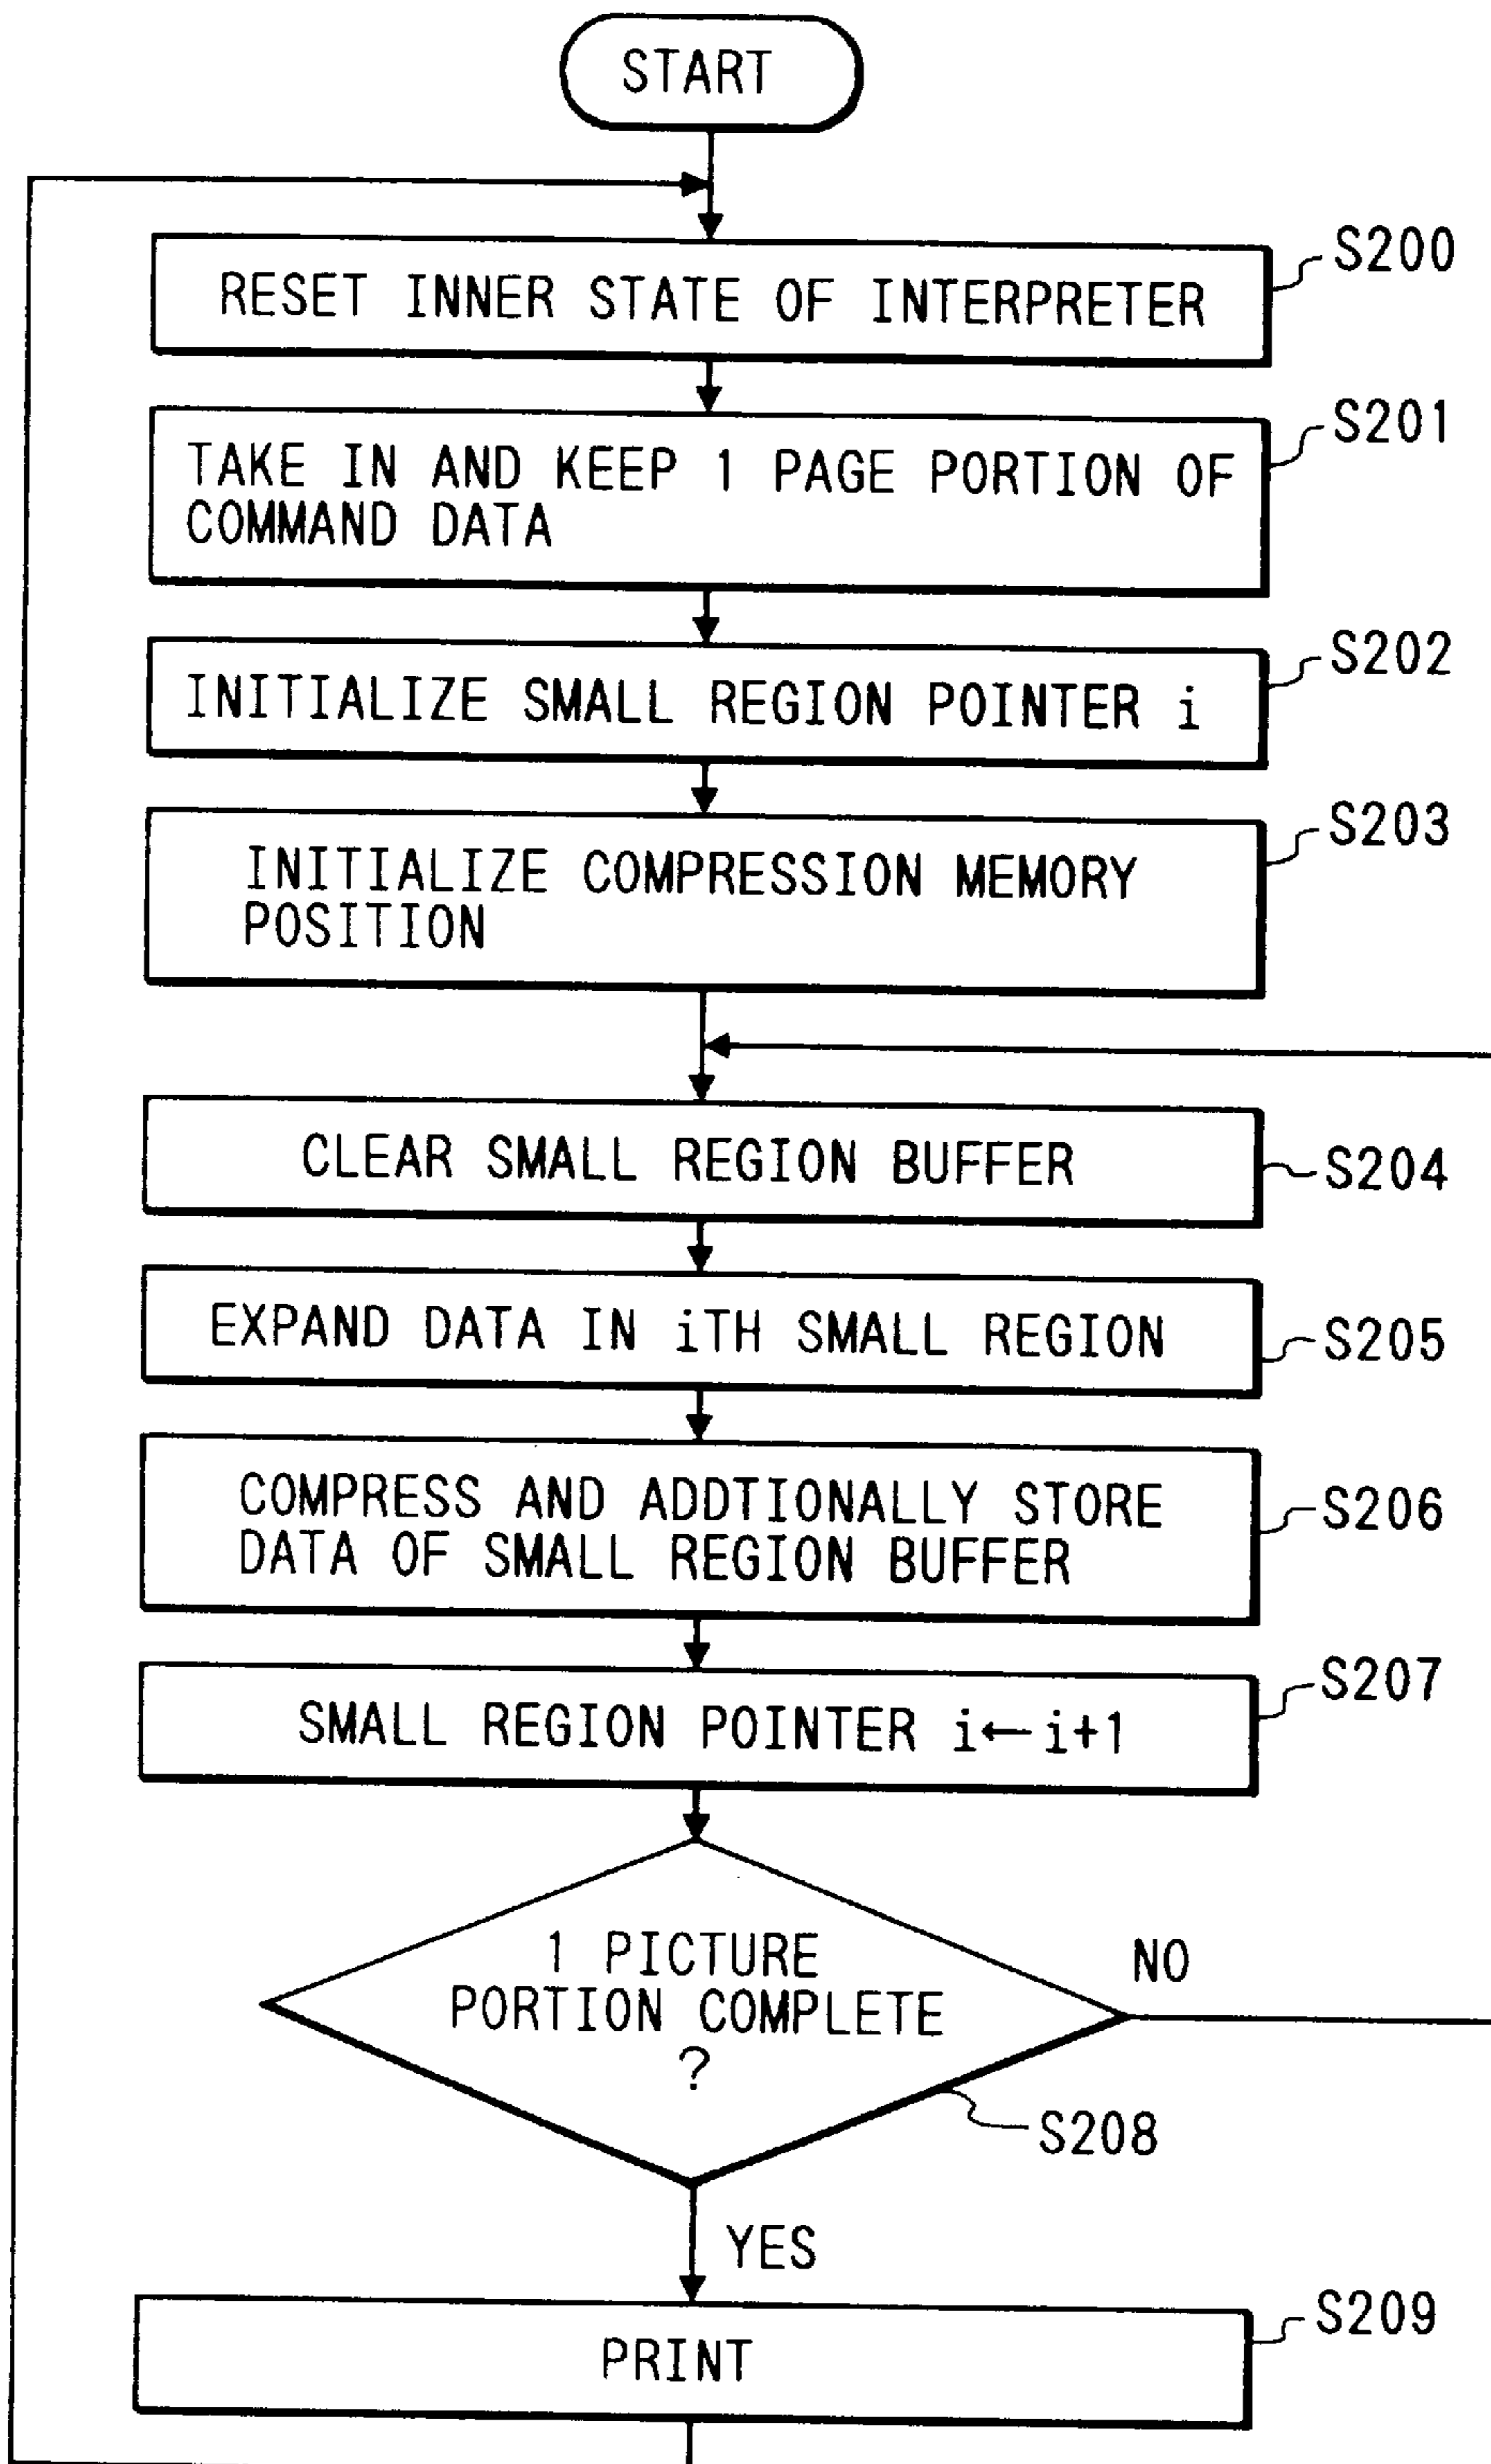 START
RESET INNER STATE OF INTERPRETER
S200
TAKE IN AND KEEP 1 PAGE PORTION OF
COMMAND DATA
S201
INITIALIZE SMALL REGION POINTER i
S202
INITIALIZE COMPRESSION MEMORY
POSITION
S203
CLEAR SMALL REGION BUFFER
S204
EXPAND DATA IN iTH SMALL REGION
S205
COMPRESS AND ADDTIONALLY STORE
DATA OF SMALL REGION BUFFER
S206
SMALL REGION POINTER i←i+1
S207
1 PICTURE
PORTION COMPLETE
?
NO
S208
YES
PRINT
S209